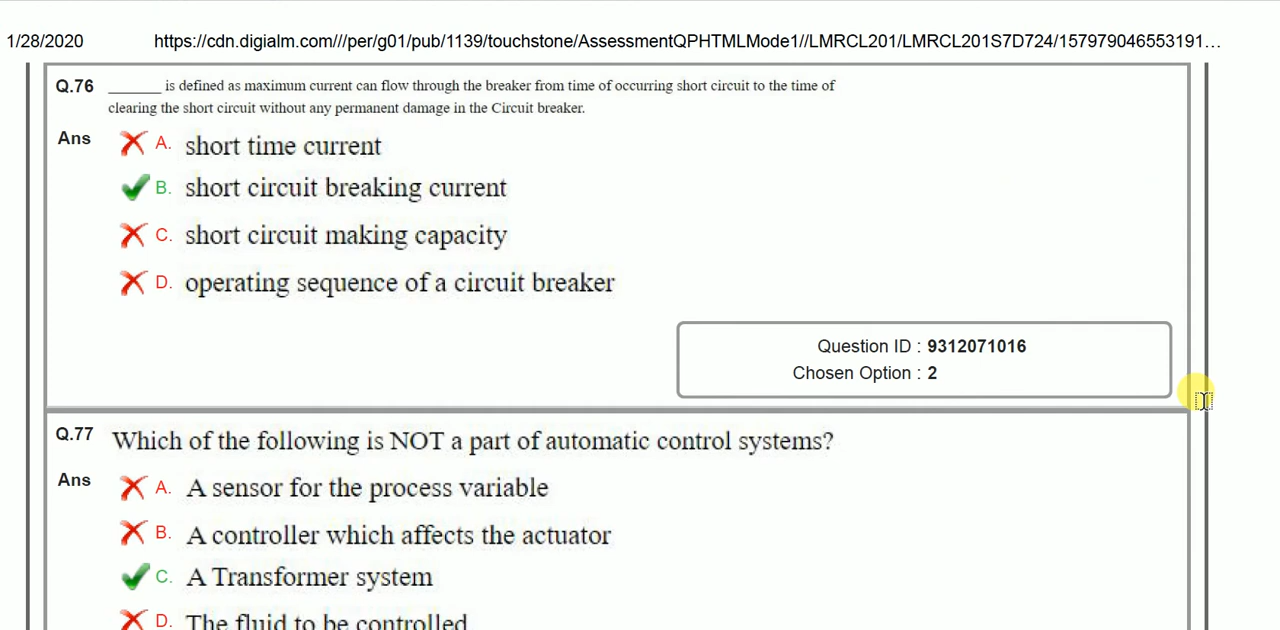 1/28/2020 https://cdn.digialm.com///per/g01/pub/1139/touchstone/AssessmentQPHTMLMode1//LMRCL201/LMRCL201S7D724/157979046553191…
Q.76 ______ is defined as maximum current can flow through the breaker from time of occurring short circuit to the time of
clearing the short circuit without any permanent damage in the Circuit breaker.
Ans A. short time current
B. short circuit breaking current
C. short circuit making capacity
D. operating sequence of a circuit breaker
Question ID : 9312071016
Chosen Option : 2
Q.77 Which of the following is NOT a part of automatic control systems?
Ans A. A sensor for the process variable
B. A controller which affects the actuator
C. A Transformer system
D. The fluid to be controlled